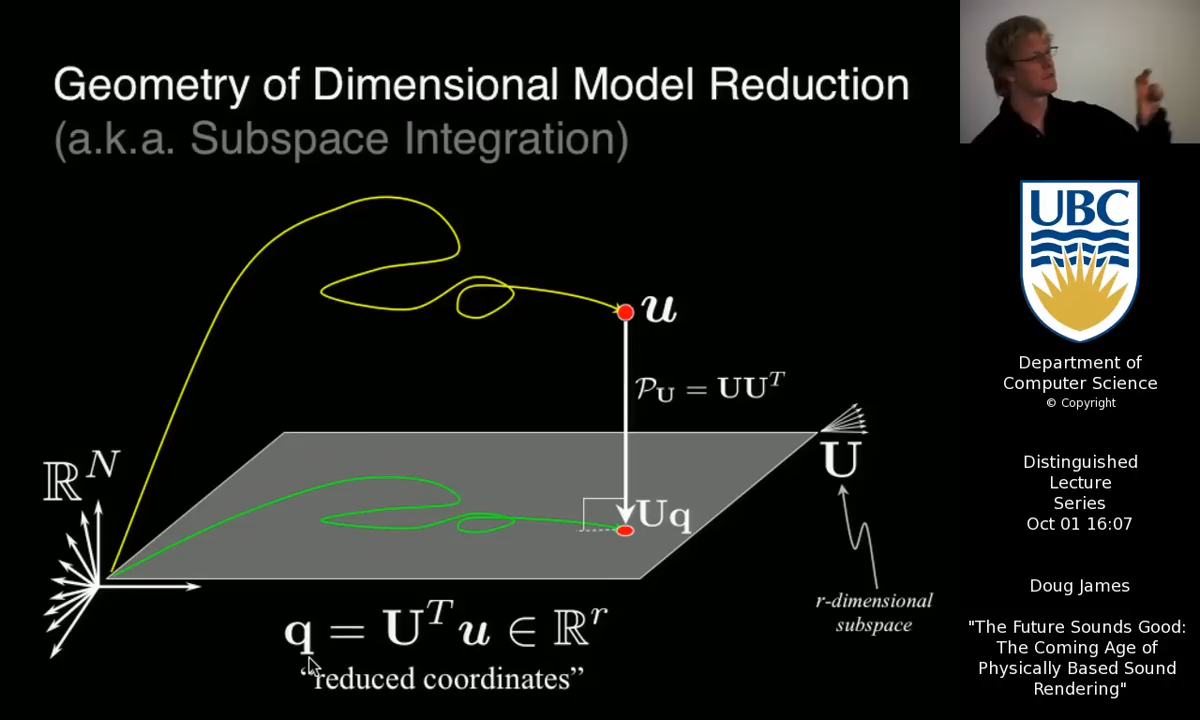 Geometry of Dimensional Model Reduction
(a.k.a. Subspace Integration)
u
𝒫_U = UUᵀ
ℝᴺ
U
Uq
r-dimensional
subspace
q = Uᵀu ∈ ℝʳ
“reduced coordinates”
UBC
Department of
Computer Science
© Copyright
Distinguished
Lecture
Series
Oct 01 16:07
Doug James
"The Future Sounds Good:
The Coming Age of
Physically Based Sound
Rendering"